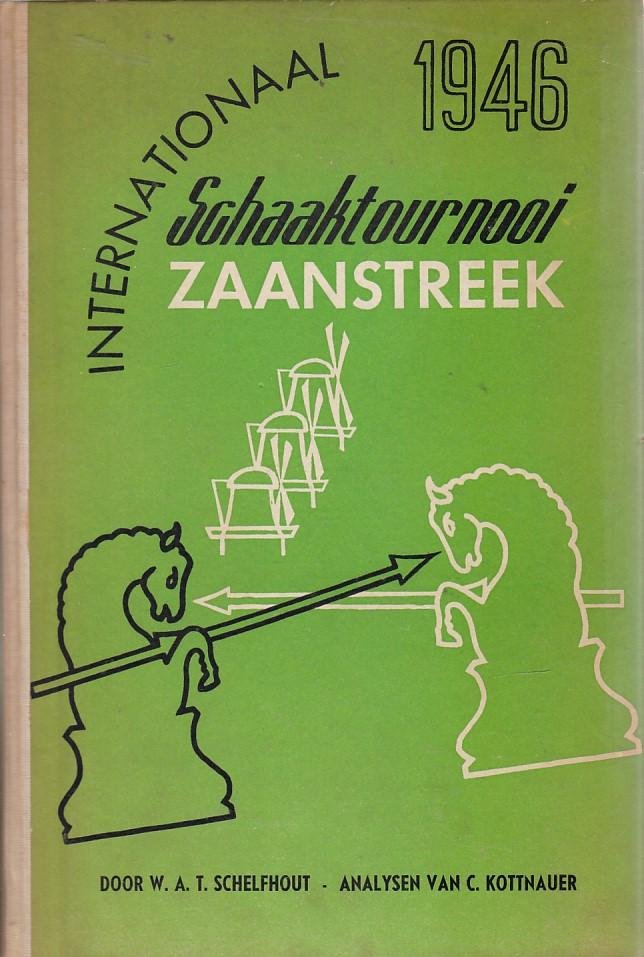 1946
INTERNATIONAAL
Schaaktournooi
ZAANSTREEK
DOOR W. A. T. SCHELFHOUT - ANALYSEN VAN C. KOTTNAUER